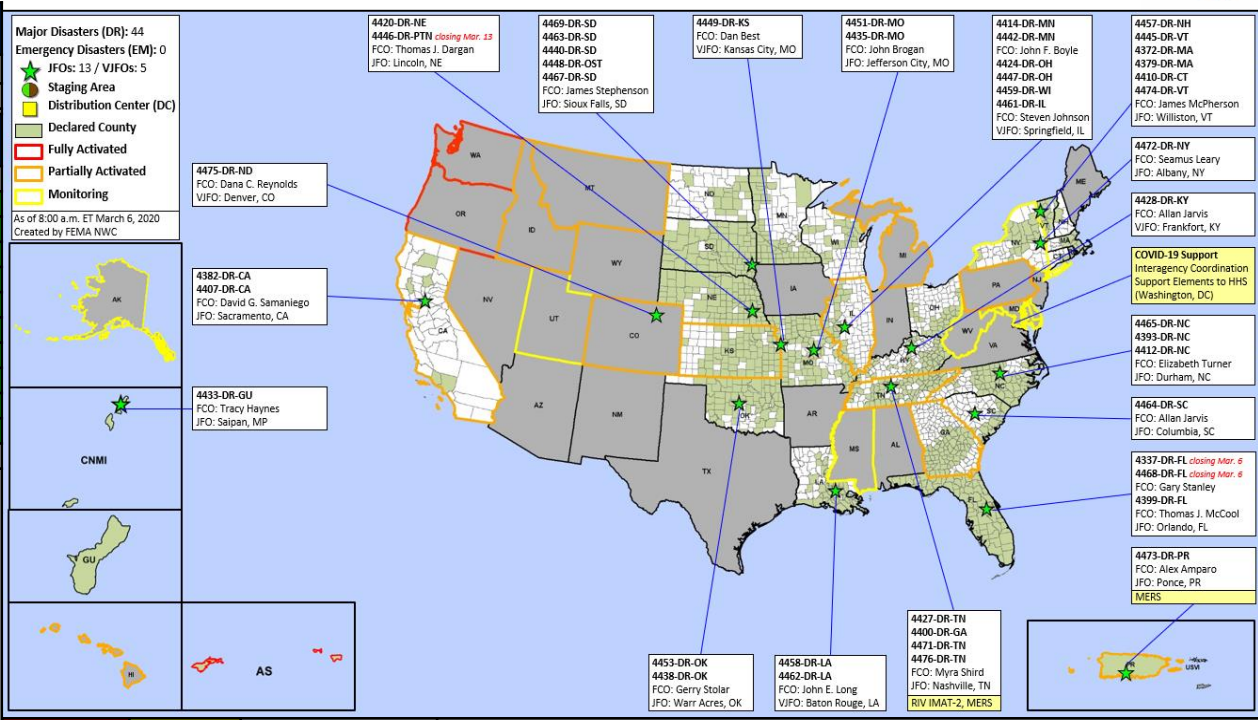 Major Disasters (DR): 44
Emergency Disasters (EM): 0
JFOs: 13 / VJFOs: 5
Staging Area
Distribution Center (DC)
Declared County
Fully Activated
Partially Activated
Monitoring
As of 8:00 a.m. ET March 6, 2020
Created by FEMA NWC
4420-DR-NE
4446-DR-PTN closing Mar. 13
FCO: Thomas J. Dargan
JFO: Lincoln, NE
4469-DR-SD
4463-DR-SD
4440-DR-SD
4448-DR-OST
4467-DR-SD
FCO: James Stephenson
JFO: Sioux Falls, SD
4449-DR-KS
FCO: Dan Best
VJFO: Kansas City, MO
4451-DR-MO
4435-DR-MO
FCO: John Brogan
JFO: Jefferson City, MO
4414-DR-MN
4442-DR-MN
FCO: John F. Boyle
4424-DR-OH
4447-DR-OH
4459-DR-WI
4461-DR-IL
FCO: Steven Johnson
VJFO: Springfield, IL
4457-DR-NH
4445-DR-VT
4372-DR-MA
4379-DR-MA
4410-DR-CT
4474-DR-VT
FCO: James McPherson
JFO: Williston, VT
4472-DR-NY
FCO: Seamus Leary
JFO: Albany, NY
4428-DR-KY
FCO: Allan Jarvis
VJFO: Frankfort, KY
COVID-19 Support
Interagency Coordination
Support Elements to HHS
(Washington, DC)
4465-DR-NC
4393-DR-NC
4412-DR-NC
FCO: Elizabeth Turner
JFO: Durham, NC
4464-DR-SC
FCO: Allan Jarvis
JFO: Columbia, SC
4337-DR-FL closing Mar. 6
4468-DR-FL closing Mar. 6
FCO: Gary Stanley
4399-DR-FL
FCO: Thomas J. McCool
JFO: Orlando, FL
4473-DR-PR
FCO: Alex Amparo
JFO: Ponce, PR
MERS
4475-DR-ND
FCO: Dana C. Reynolds
VJFO: Denver, CO
4382-DR-CA
4407-DR-CA
FCO: David G. Samaniego
JFO: Sacramento, CA
4433-DR-GU
FCO: Tracy Haynes
JFO: Saipan, MP
4453-DR-OK
4438-DR-OK
FCO: Gerry Stolar
JFO: Warr Acres, OK
4458-DR-LA
4462-DR-LA
FCO: John E. Long
VJFO: Baton Rouge, LA
4427-DR-TN
4400-DR-GA
4471-DR-TN
4476-DR-TN
FCO: Myra Shird
JFO: Nashville, TN
RIV IMAT-2, MERS
WA
OR
CA
NV
ID
MT
WY
UT
CO
AZ
NM
ND
SD
NE
KS
OK
TX
MN
IA
MO
AR
LA
WI
IL
MI
IN
OH
KY
TN
MS
AL
GA
FL
SC
NC
VA
WV
PA
NY
NJ
MD
CT
MA
VT
NH
ME
AK
CNMI
GU
HI
AS
PR
USVI